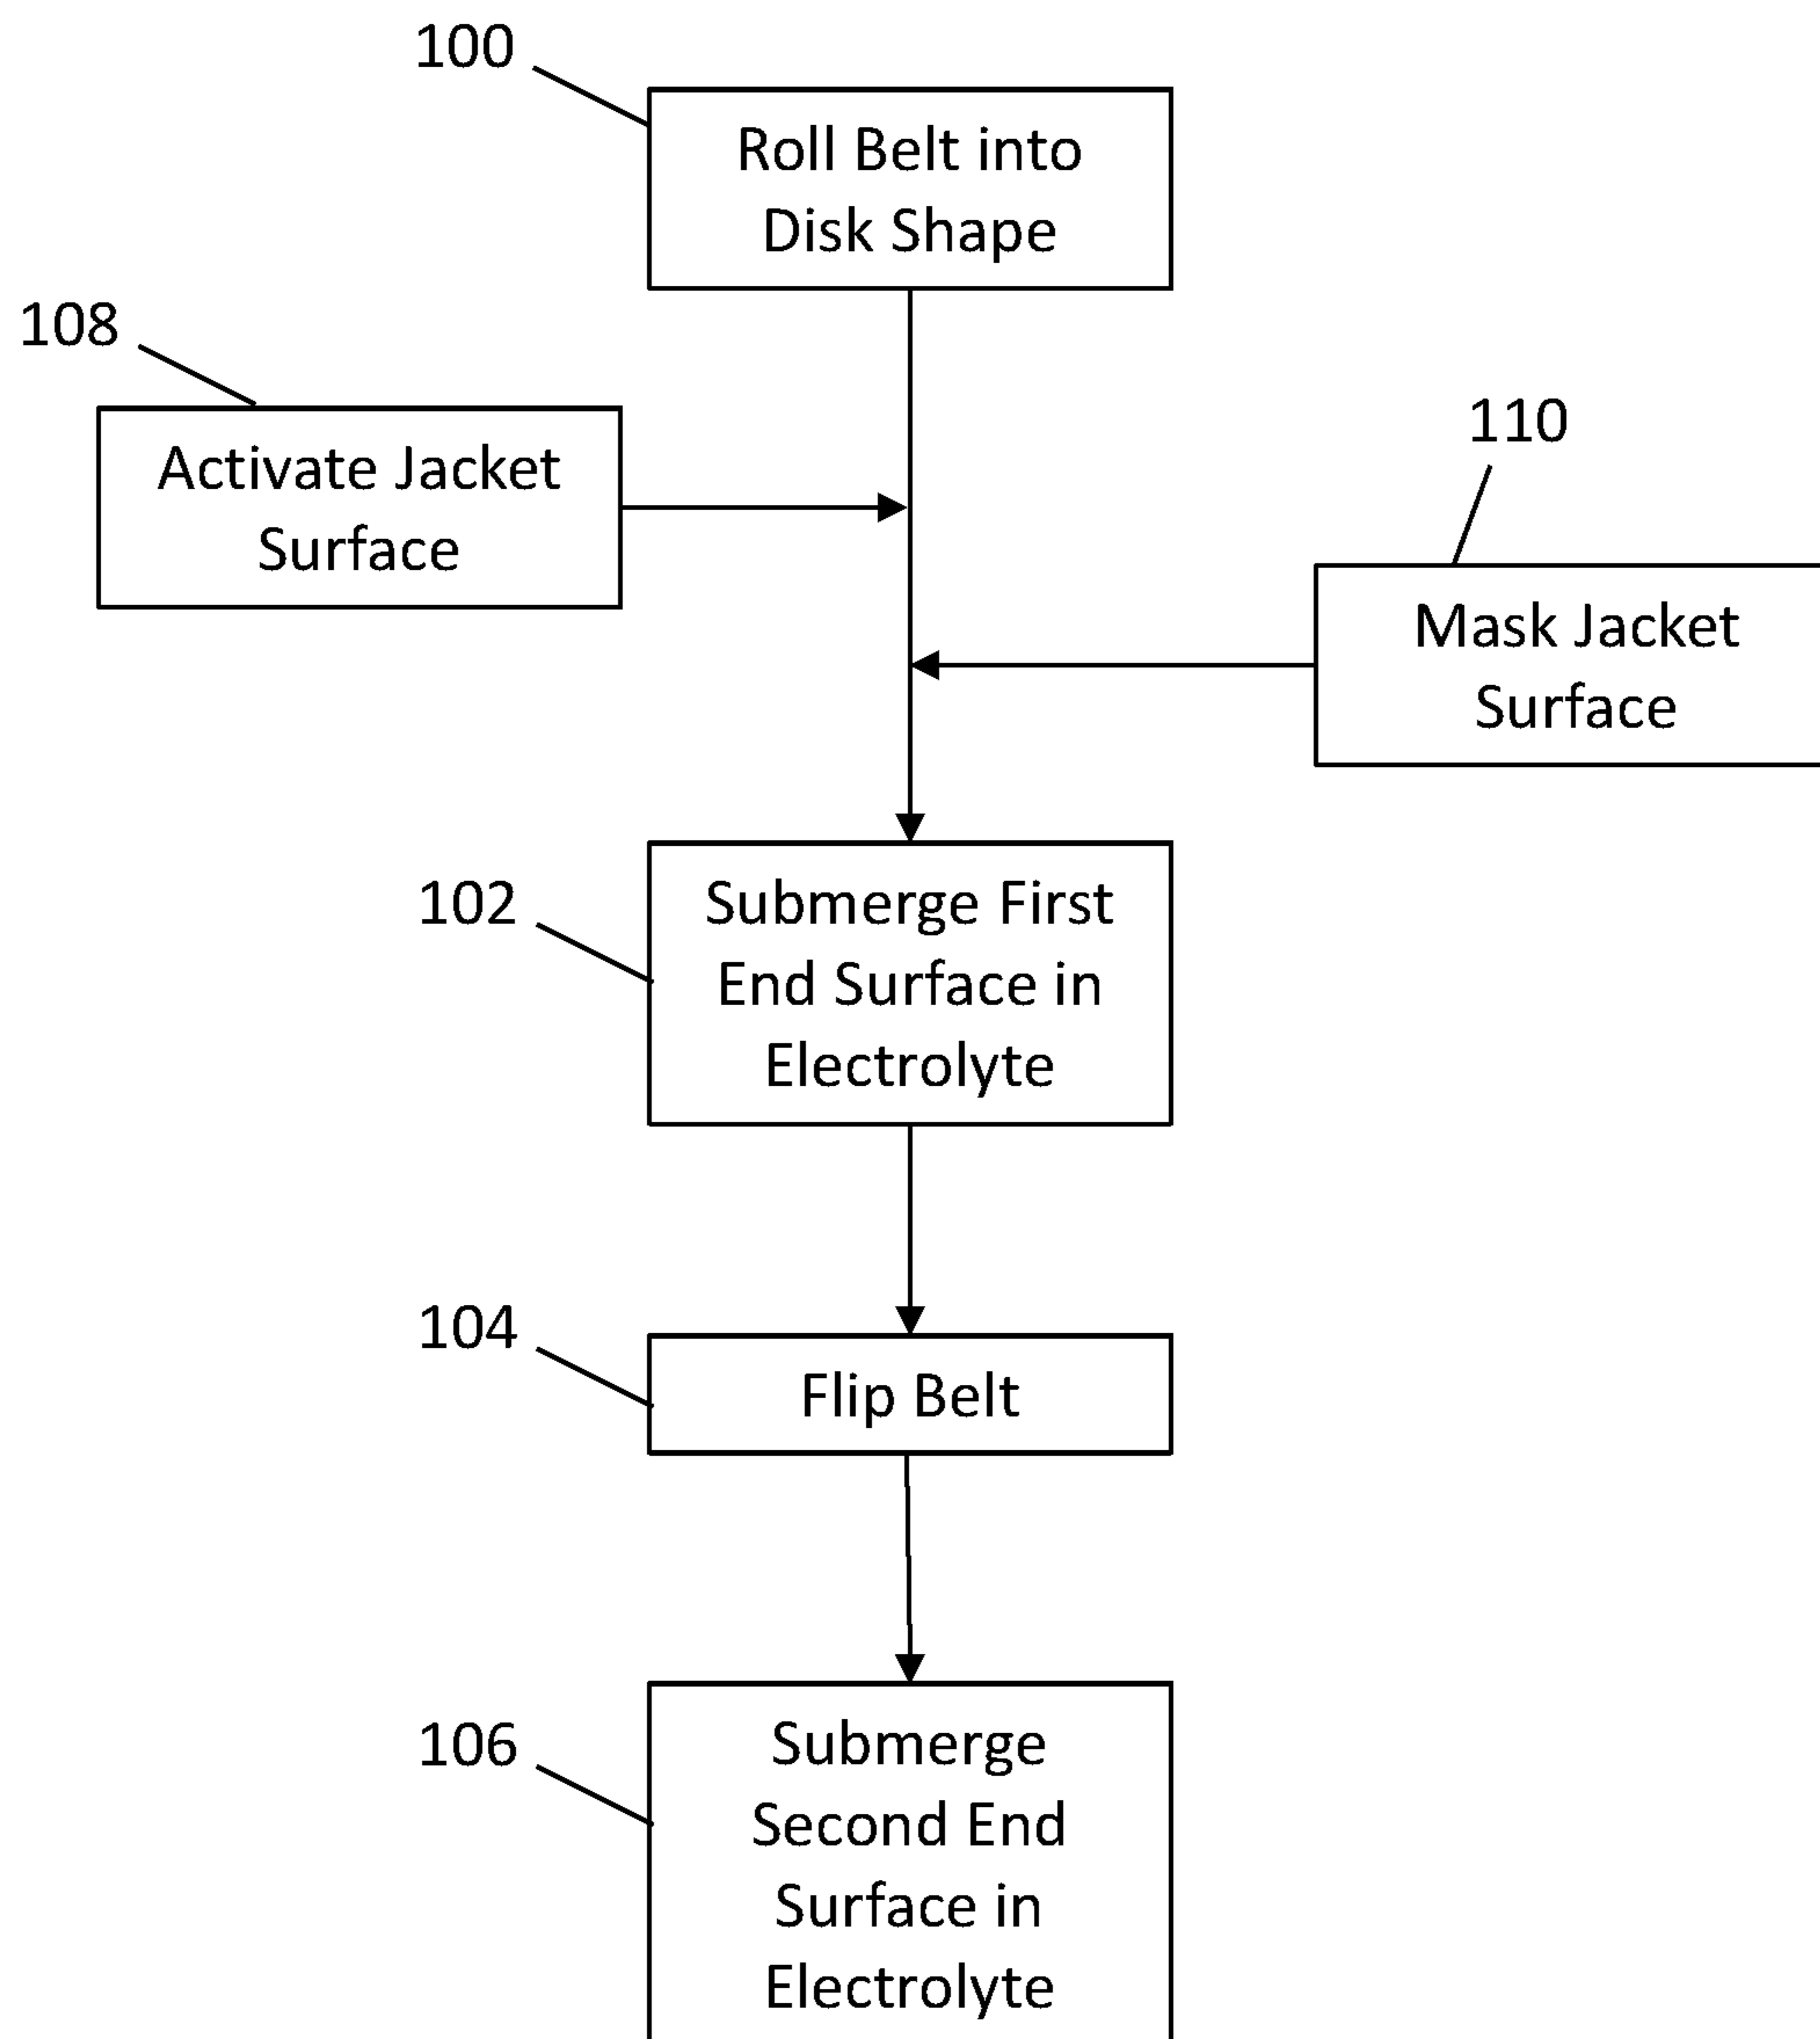 100
Roll Belt into
Disk Shape
108
Activate Jacket
Surface
110
Mask Jacket
Surface
102
Submerge First
End Surface in
Electrolyte
104
Flip Belt
106
Submerge
Second End
Surface in
Electrolyte